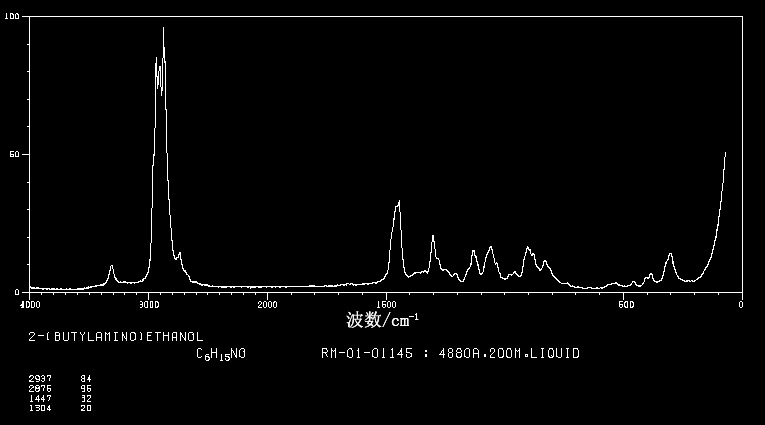 100
50
0
4000 3000 2000 1500 500 0
波数/cm⁻¹
2-(BUTYLAMINO)ETHANOL
C₆H₁₅NO RM-01-01145 : 4880A,200M,LIQUID
2937 84
2876 96
1447 32
1304 20